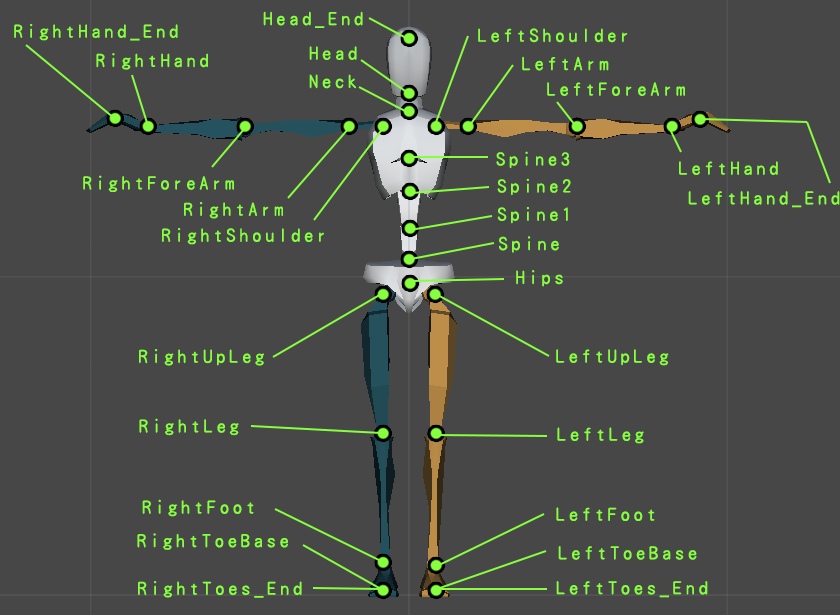 Head_End
RightHand_End
LeftShoulder
Head
RightHand
LeftArm
Neck
LeftForeArm
Spine3
LeftHand
RightForeArm
Spine2
LeftHand_End
RightArm
Spine1
RightShoulder
Spine
Hips
RightUpLeg
LeftUpLeg
RightLeg
LeftLeg
RightFoot
LeftFoot
RightToeBase
LeftToeBase
RightToes_End
LeftToes_End